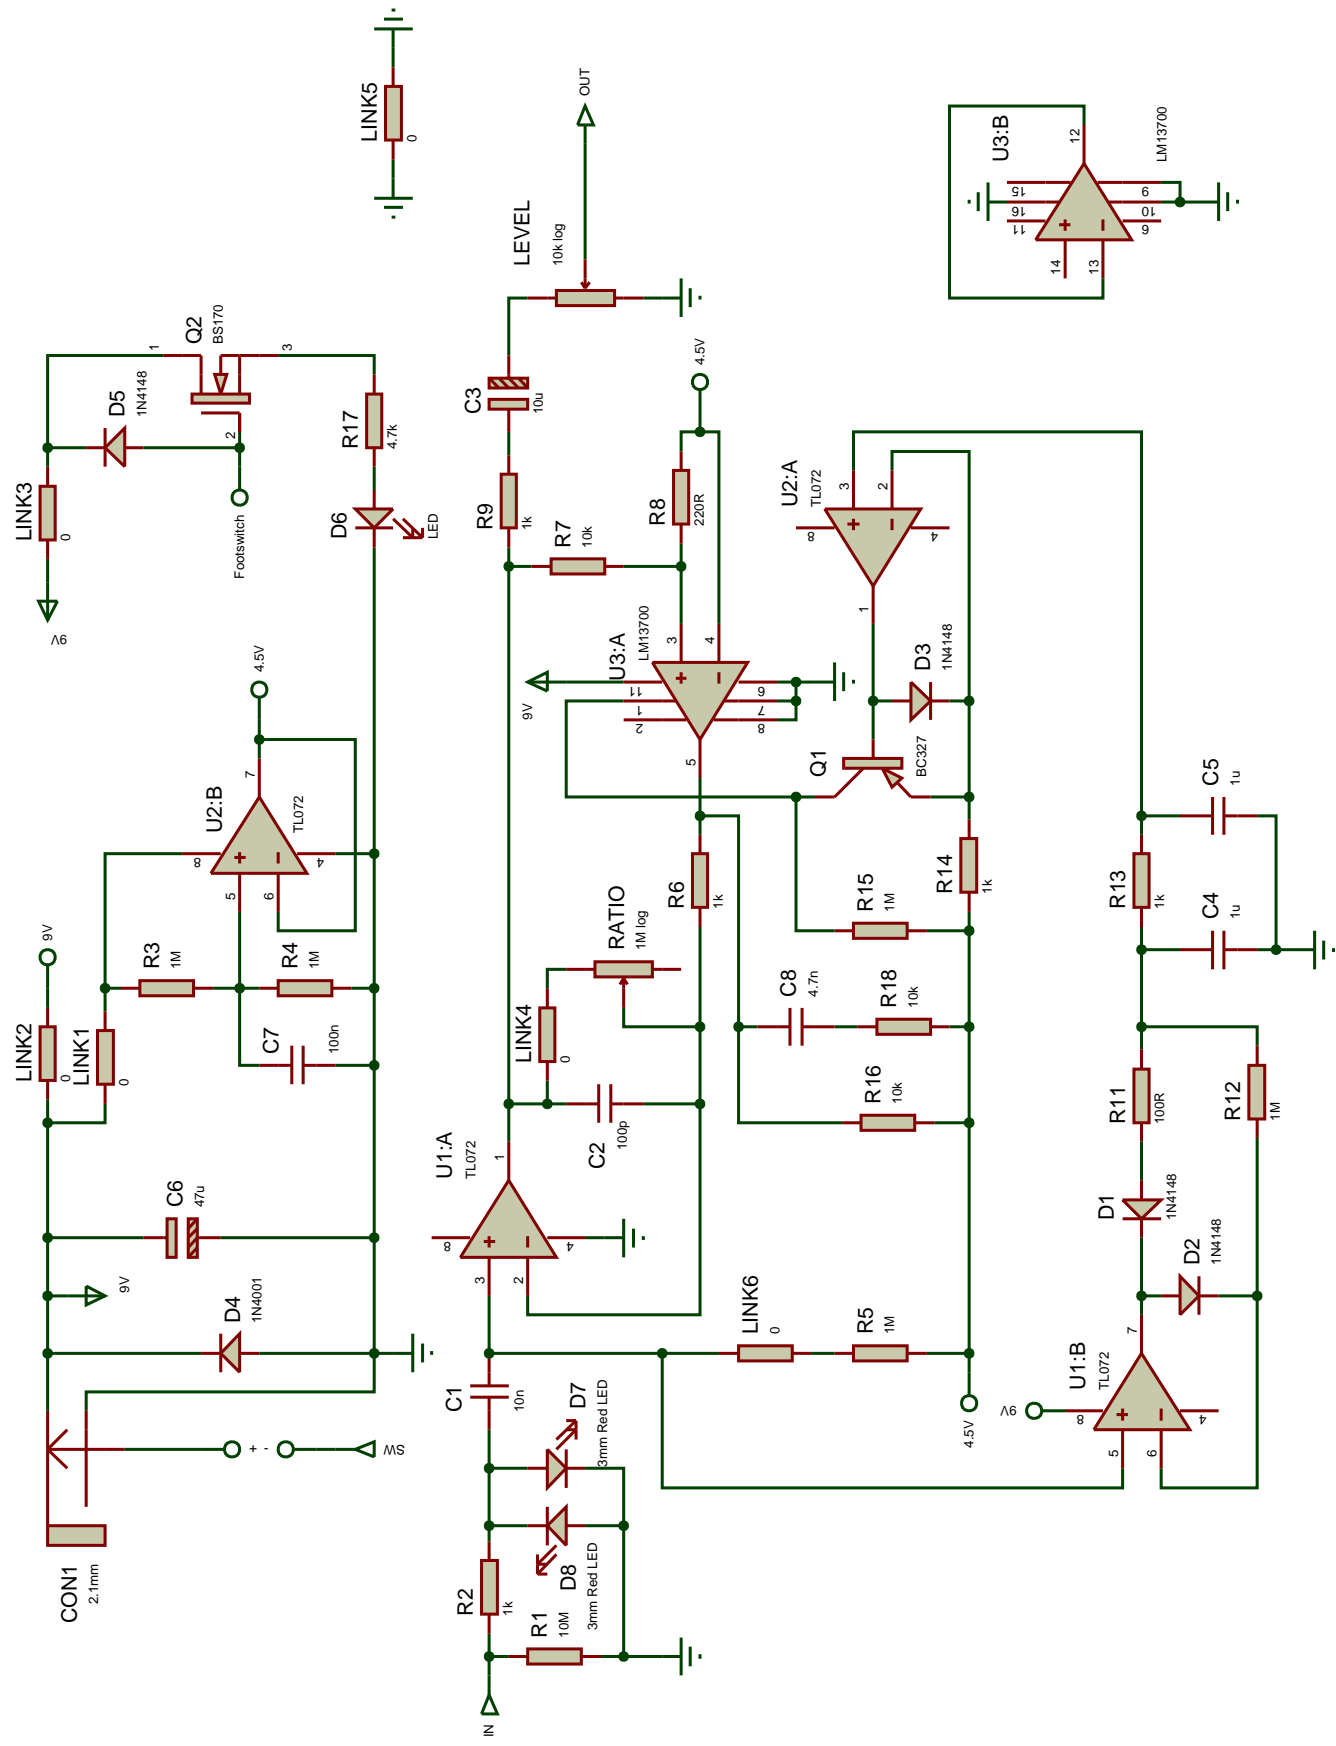 CON1
2.1mm
+ -
SW
D4
1N4001
9V
C6
47u
LINK2
0
LINK1
0
9V
R3
1M
R4
1M
C7
100n
U2:B
TL072
8
5
6
4
7
4.5V
9V
LINK3
0
D5
1N4148
Footswitch
Q2
BS170
1
2
3
R17
4.7k
D6
LED
LINK5
0
IN
R2
1k
R1
10M
D8
3mm Red LED
D7
3mm Red LED
C1
10n
U1:A
TL072
8
3
2
4
1
C2
100p
LINK4
0
RATIO
1M log
R6
1k
9V
U3:A
LM13700
11
1
2
3
4
5
6
7
8
R7
10k
R8
220R
4.5V
R9
1k
C3
10u
LEVEL
10k log
OUT
LINK6
0
R5
1M
4.5V
R16
10k
C8
4.7n
R18
10k
R15
1M
R14
1k
Q1
BC327
D3
1N4148
U2:A
TL072
8
3
2
4
1
U1:B
TL072
9V
8
5
6
4
7
D2
1N4148
D1
1N4148
R11
100R
R12
1M
R13
1k
C4
1u
C5
1u
U3:B
LM13700
11
16
15
14
13
12
6
10
9